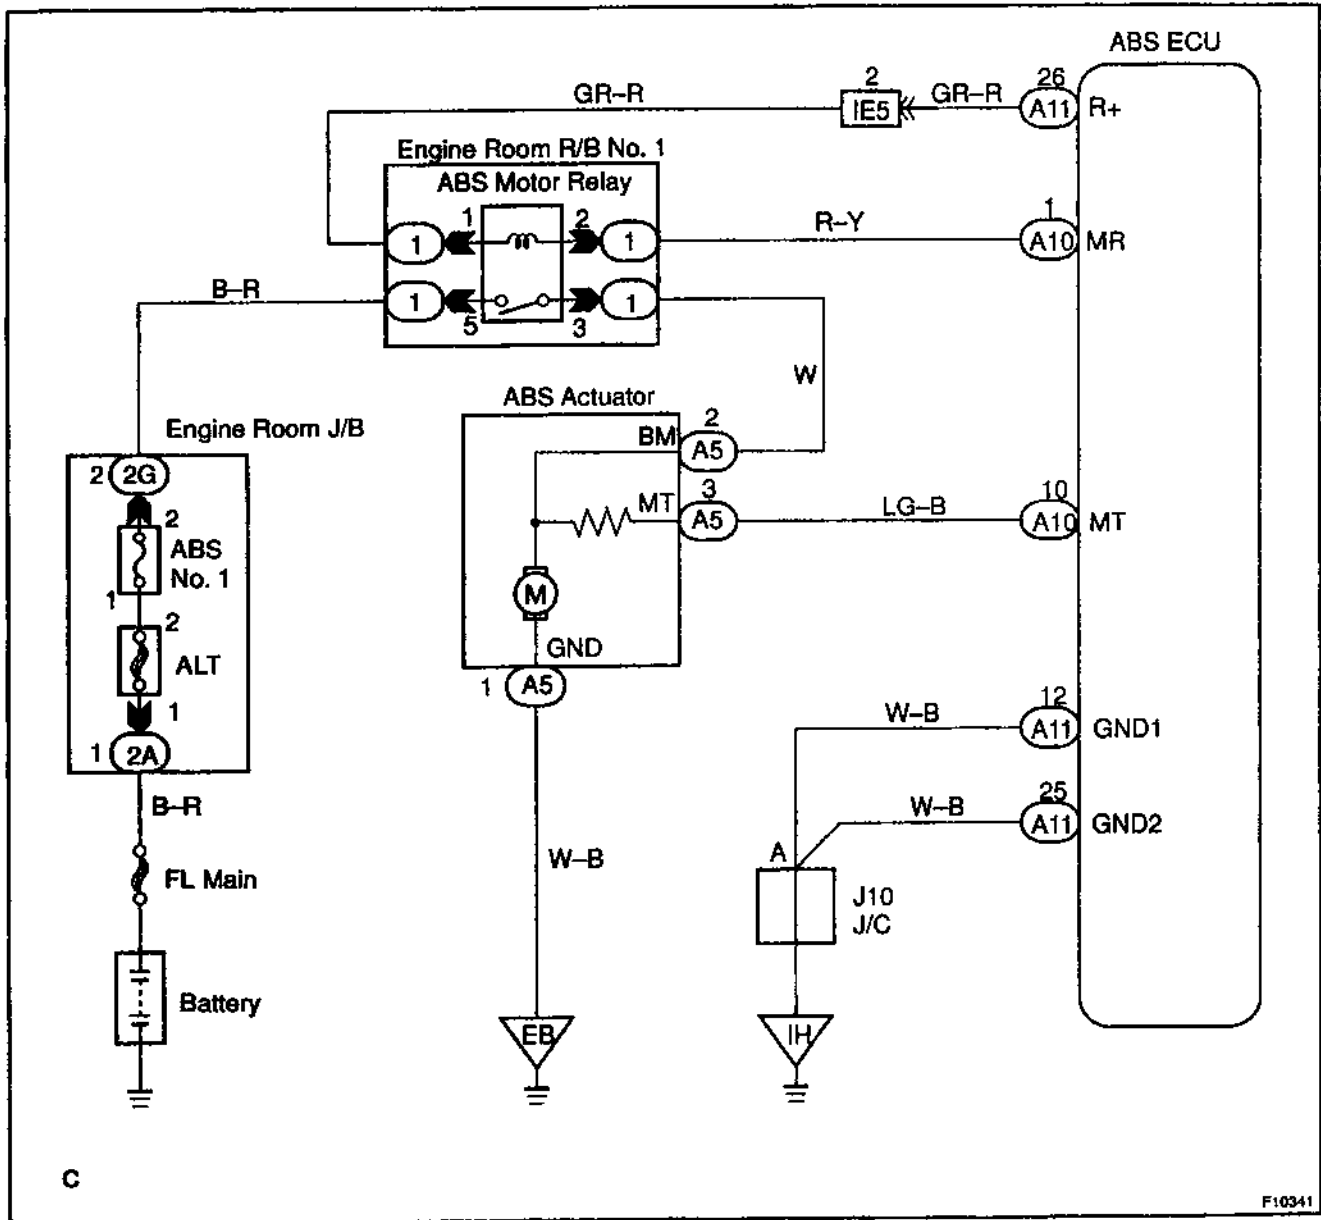 ABS ECU
2
26
GR-R
IE5
GR-R
A11
R+
Engine Room R/B No. 1
ABS Motor Relay
1
1
2
1
R-Y
1
A10
MR
B-R
1
5
3
1
W
ABS Actuator
Engine Room J/B
BM
2
A5
2
2G
MT
3
A5
LG-B
10
A10
MT
2
ABS
No. 1
1
M
2
ALT
GND
1
A5
1
1
2A
W-B
12
A11
GND1
B-R
W-B
25
A11
GND2
W-B
A
FL Main
J10
J/C
Battery
EB
IH
C
F10341